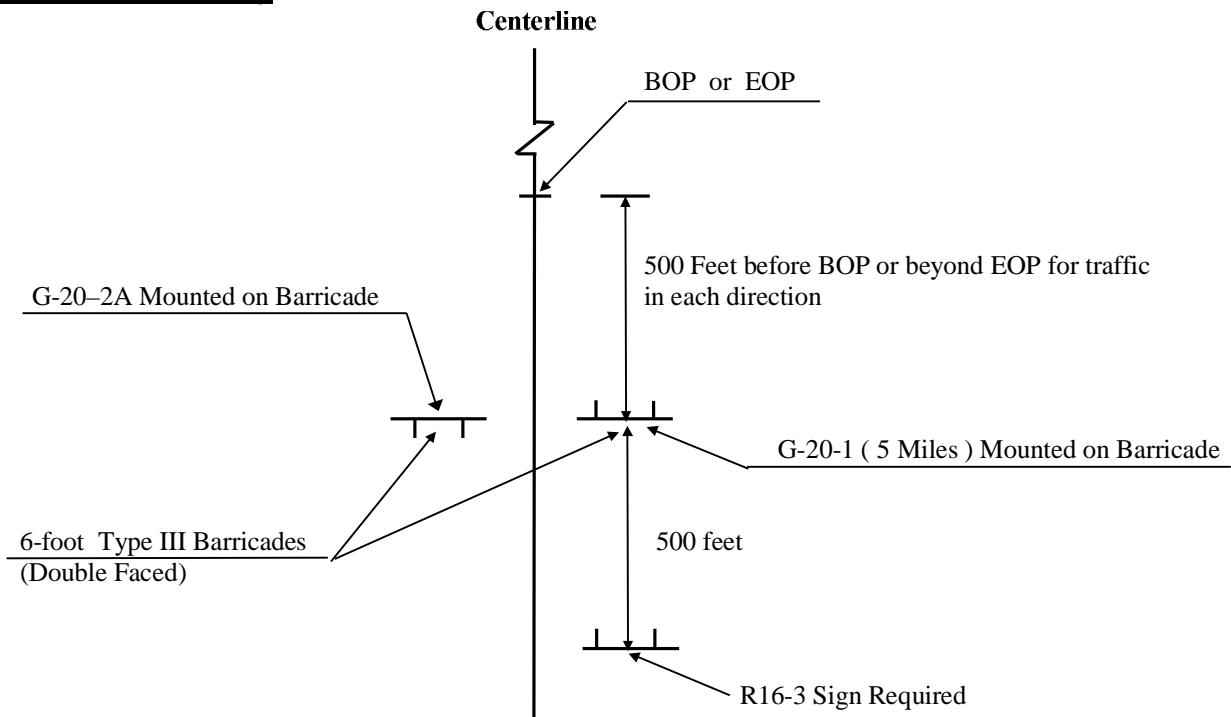 Centerline
BOP or EOP
500 Feet before BOP or beyond EOP for traffic
in each direction
G-20–2A Mounted on Barricade
G-20-1 ( 5 Miles ) Mounted on Barricade
6-foot Type III Barricades
(Double Faced)
500 feet
R16-3 Sign Required